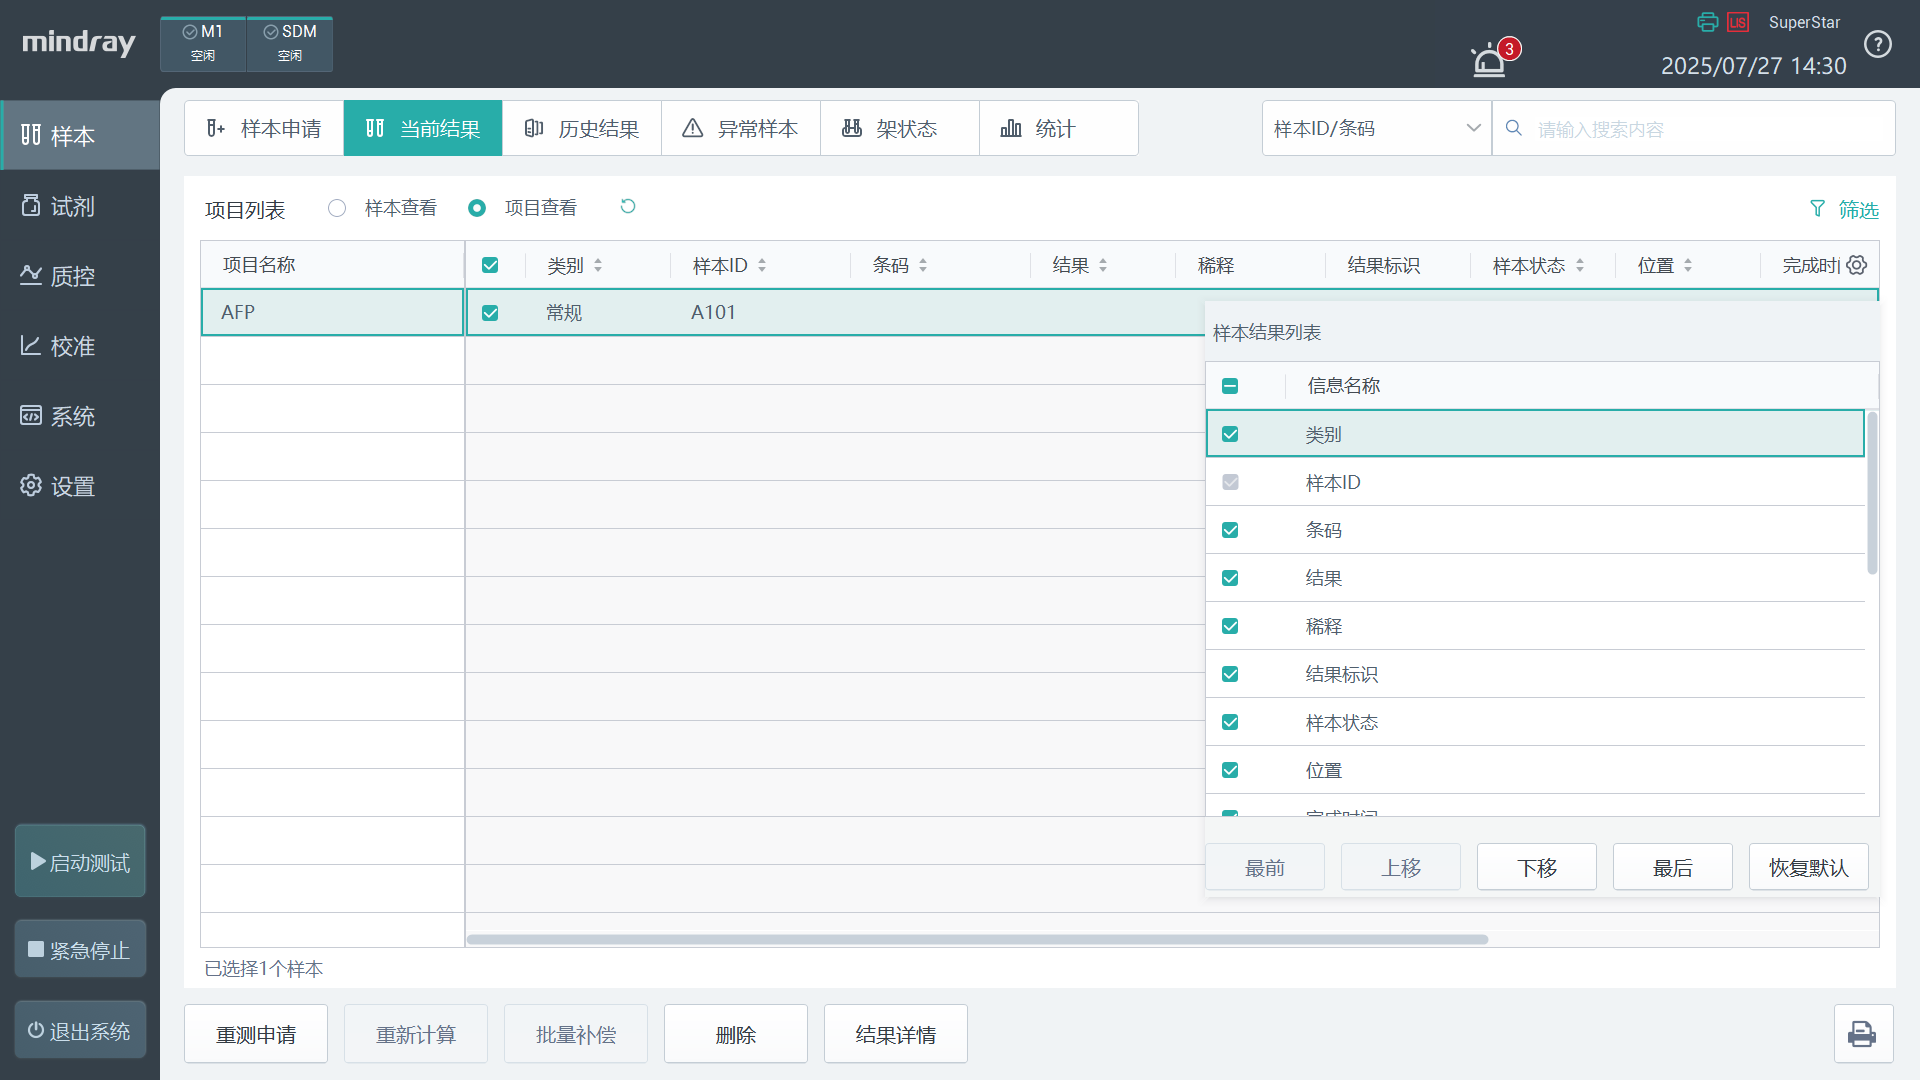 mindray
M1
空闲
SDM
空闲
3
LIS
SuperStar
2025/07/27 14:30
样本
试剂
质控
校准
系统
设置
启动测试
紧急停止
退出系统
样本申请
当前结果
历史结果
异常样本
架状态
统计
样本ID/条码
请输入搜索内容
项目列表
样本查看
项目查看
筛选
项目名称 类别 样本ID 条码 结果 稀释 结果标识 样本状态 位置 完成时
AFP 常规 A101
样本结果列表
信息名称
类别
样本ID
条码
结果
稀释
结果标识
样本状态
位置
完成时间
最前 上移 下移 最后 恢复默认
已选择1个样本
重测申请 重新计算 批量补偿 删除 结果详情